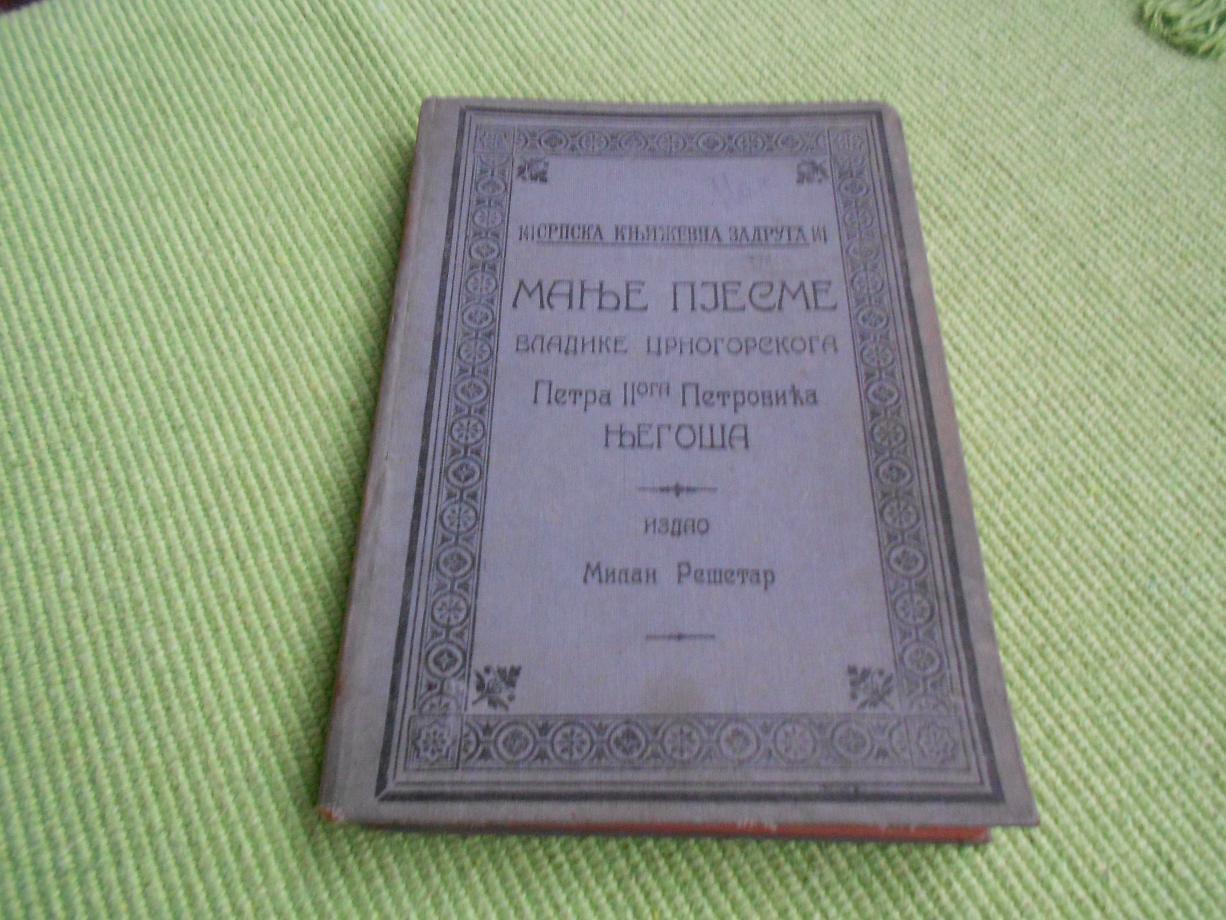 СРПСКА КЊИЖЕВНА ЗАДРУГА
МАЊЕ ПЈЕСМЕ
ВЛАДИКЕ ЦРНОГОРСКОГА
Петра IIога Петровића
ЊЕГОША
ИЗДАО
Милан Решетар